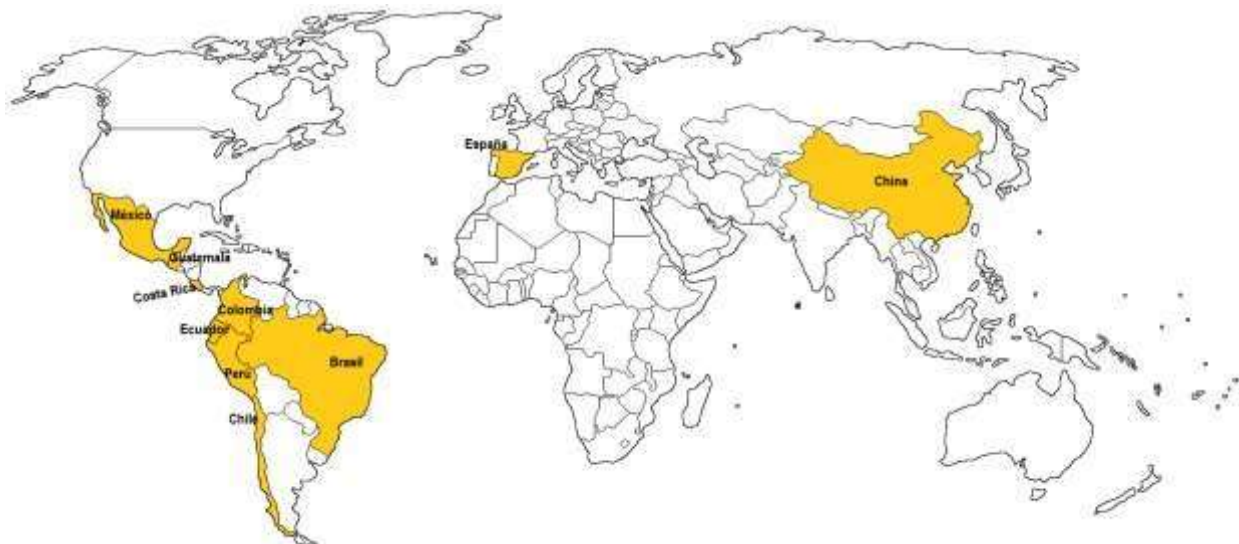 España
China
México
Guatemala
Costa Rica
Colombia
Ecuador
Brasil
Perú
Chile